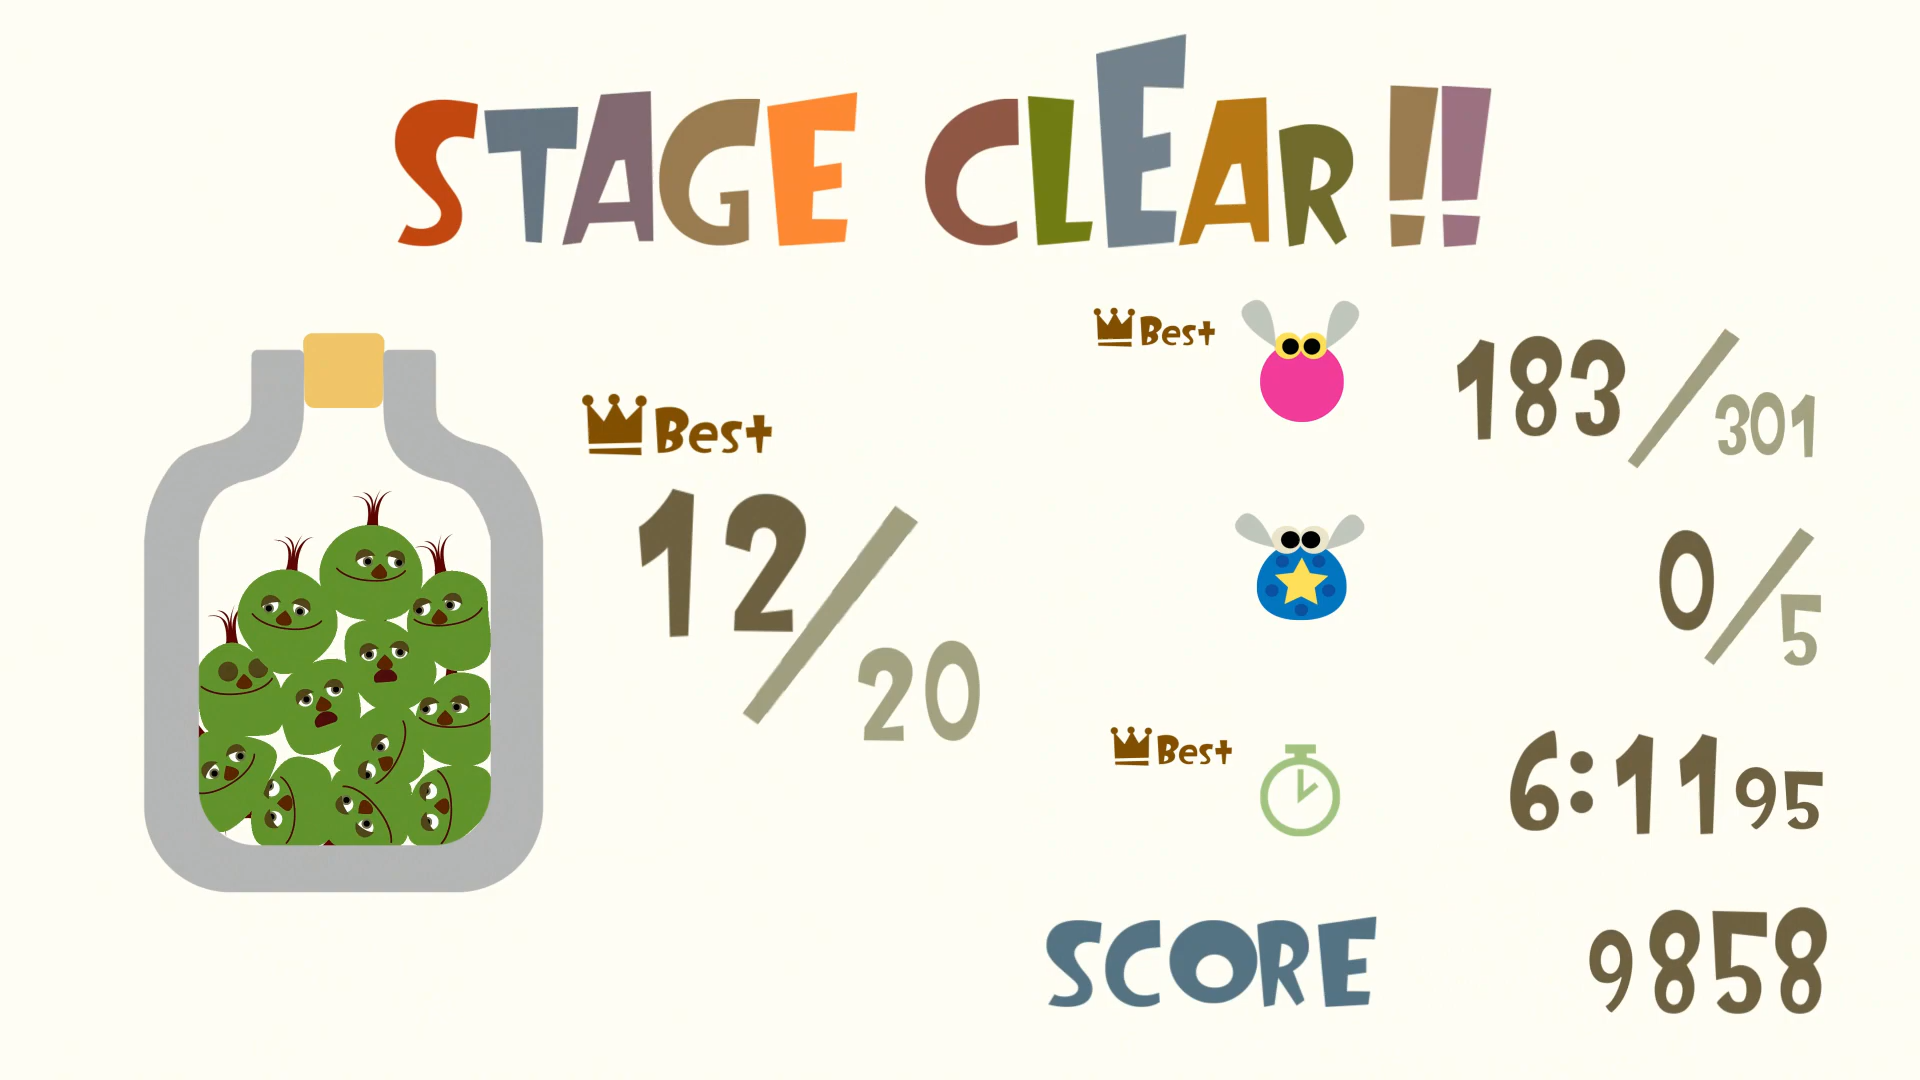 STAGE CLEAR!!
Best
12/20
Best
183/301
0/5
Best
6:1195
SCORE 9858